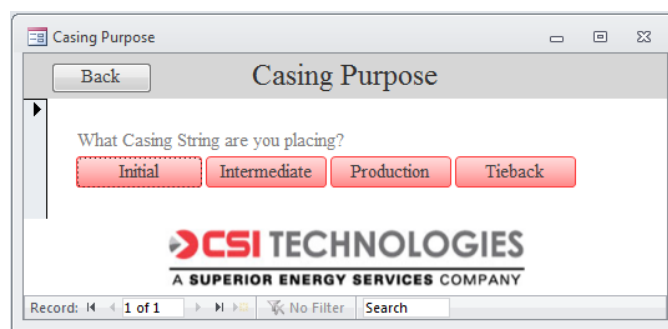 Casing Purpose
Back Casing Purpose
What Casing String are you placing?
Initial Intermediate Production Tieback
CSI TECHNOLOGIES
A SUPERIOR ENERGY SERVICES COMPANY
Record: 1 of 1 No Filter Search